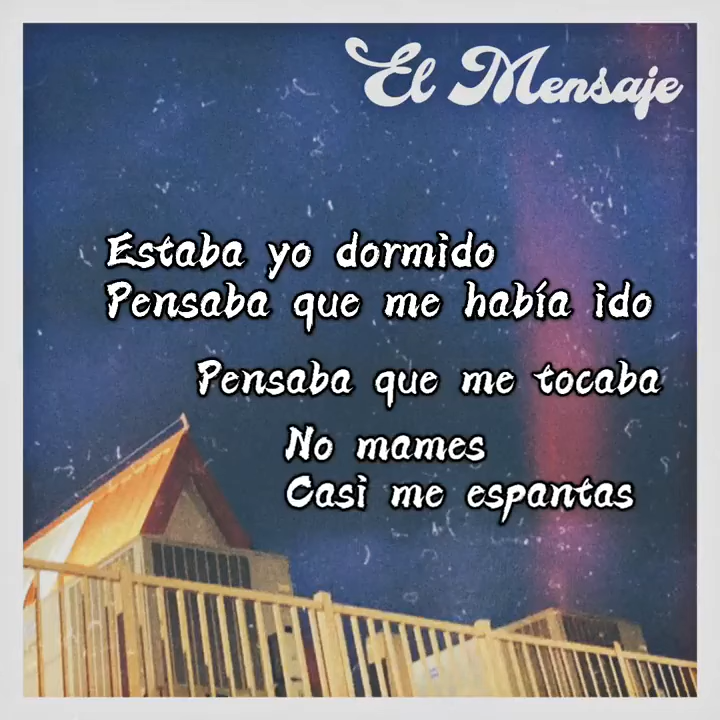 El Mensaje
Estaba yo dormido
Pensaba que me había ido
Pensaba que me tocaba
No mames
Casi me espantas